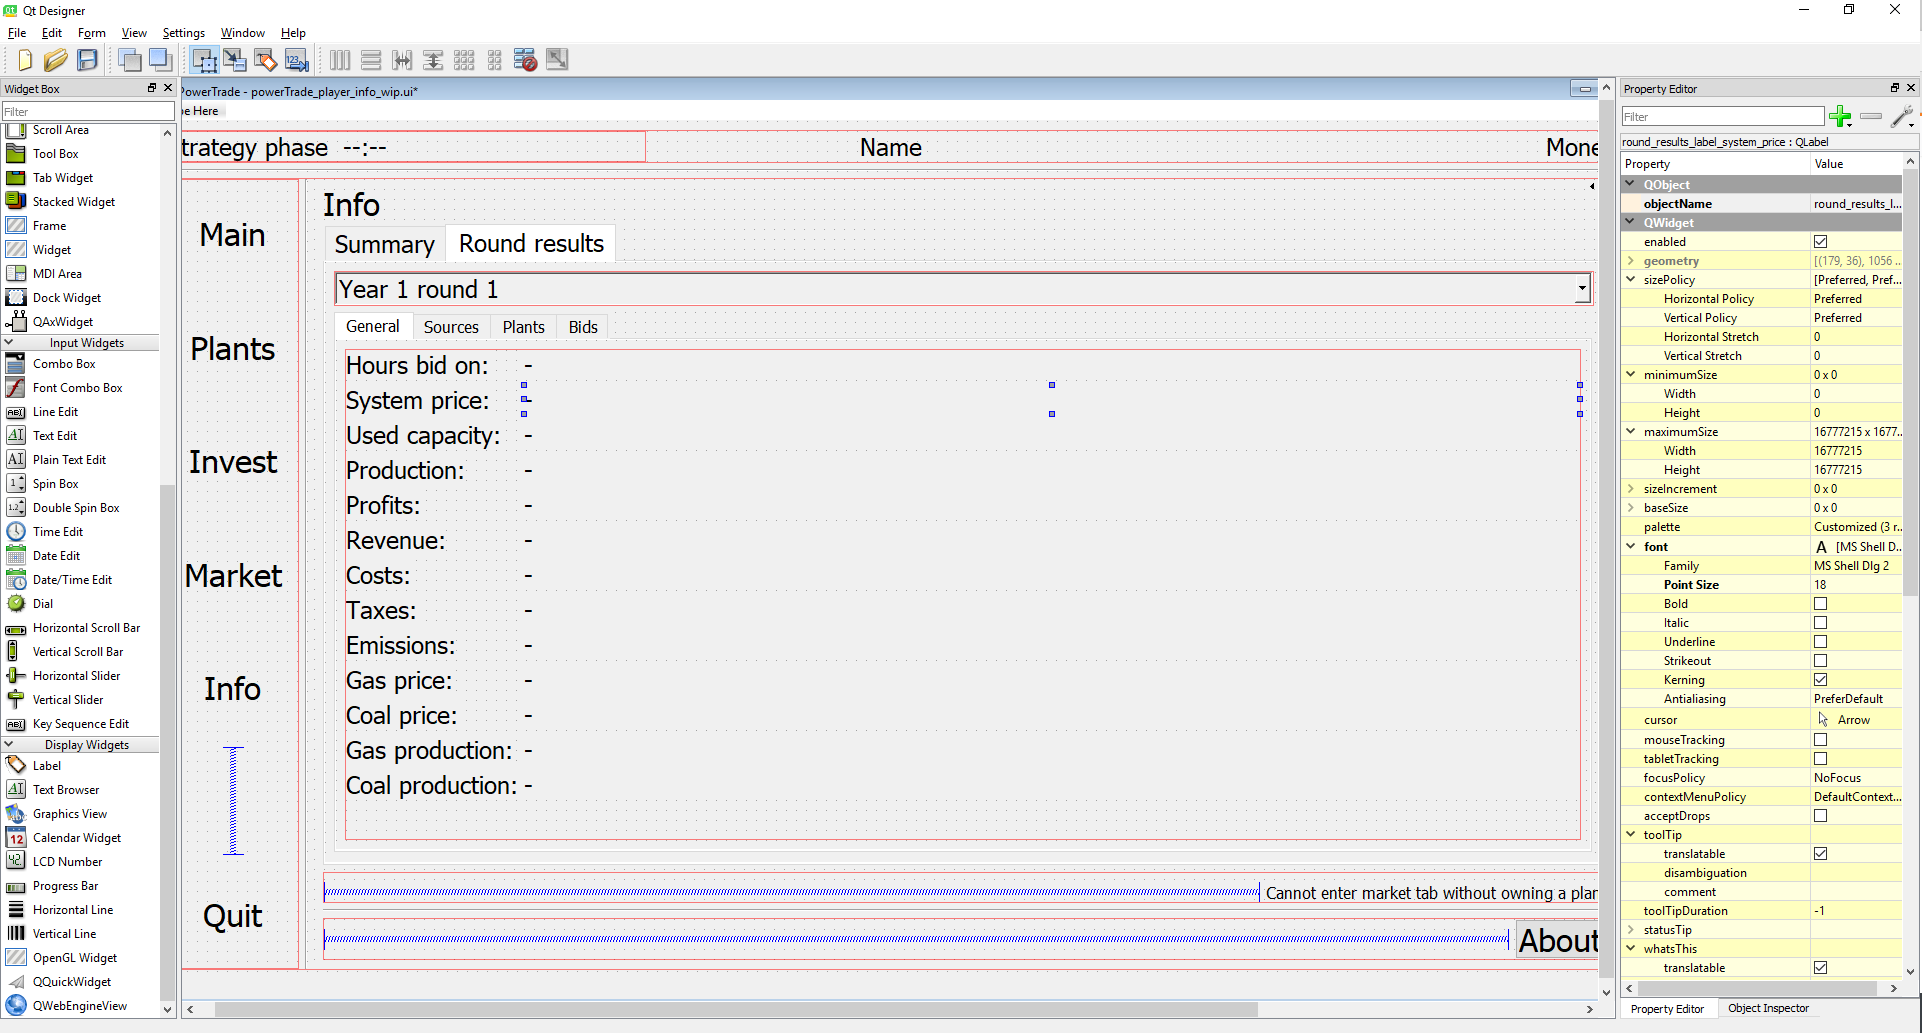 Qt Designer
File Edit Form View Settings Window Help
Widget Box
Filter
Scroll Area
Tool Box
Tab Widget
Stacked Widget
Frame
Widget
MDI Area
Dock Widget
QAxWidget
Input Widgets
Combo Box
Font Combo Box
Line Edit
Text Edit
Plain Text Edit
Spin Box
Double Spin Box
Time Edit
Date Edit
Date/Time Edit
Dial
Horizontal Scroll Bar
Vertical Scroll Bar
Horizontal Slider
Vertical Slider
Key Sequence Edit
Display Widgets
Label
Text Browser
Graphics View
Calendar Widget
LCD Number
Progress Bar
Horizontal Line
Vertical Line
OpenGL Widget
QQuickWidget
QWebEngineView
PowerTrade - powerTrade_player_info_wip.ui*
pe Here
trategy phase --:--
Name
Mone
Main
Plants
Invest
Market
Info
Quit
Info
Summary Round results
Year 1 round 1
General Sources Plants Bids
Hours bid on: -
System price: -
Used capacity: -
Production: -
Profits: -
Revenue: -
Costs: -
Taxes: -
Emissions: -
Gas price: -
Coal price: -
Gas production: -
Coal production: -
Cannot enter market tab without owning a plan
About
Property Editor
Filter
round_results_label_system_price : QLabel
Property Value
QObject
objectName round_results_l...
QWidget
enabled
geometry [(179, 36), 1056 ...
sizePolicy [Preferred, Pref...
Horizontal Policy Preferred
Vertical Policy Preferred
Horizontal Stretch 0
Vertical Stretch 0
minimumSize 0 x 0
Width 0
Height 0
maximumSize 16777215 x 1677...
Width 16777215
Height 16777215
sizeIncrement 0 x 0
baseSize 0 x 0
palette Customized (3 r...
font A [MS Shell D...
Family MS Shell Dlg 2
Point Size 18
Bold
Italic
Underline
Strikeout
Kerning
Antialiasing PreferDefault
cursor Arrow
mouseTracking
tabletTracking
focusPolicy NoFocus
contextMenuPolicy DefaultContext...
acceptDrops
toolTip
translatable
disambiguation
comment
toolTipDuration -1
statusTip
whatsThis
translatable
Property Editor Object Inspector